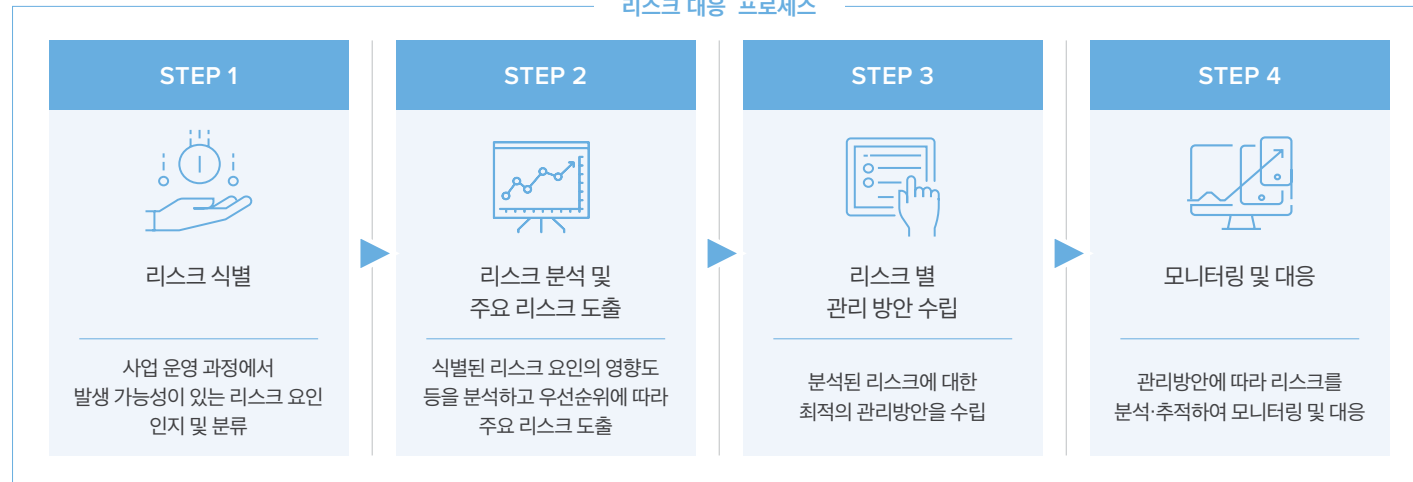 리스크 대응 프로세스
STEP 1
리스크 식별
사업 운영 과정에서
발생 가능성이 있는 리스크 요인
인지 및 분류
STEP 2
리스크 분석 및
주요 리스크 도출
식별된 리스크 요인의 영향도
등을 분석하고 우선순위에 따라
주요 리스크 도출
STEP 3
리스크 별
관리 방안 수립
분석된 리스크에 대한
최적의 관리방안을 수립
STEP 4
모니터링 및 대응
관리방안에 따라 리스크를
분석·추적하여 모니터링 및 대응